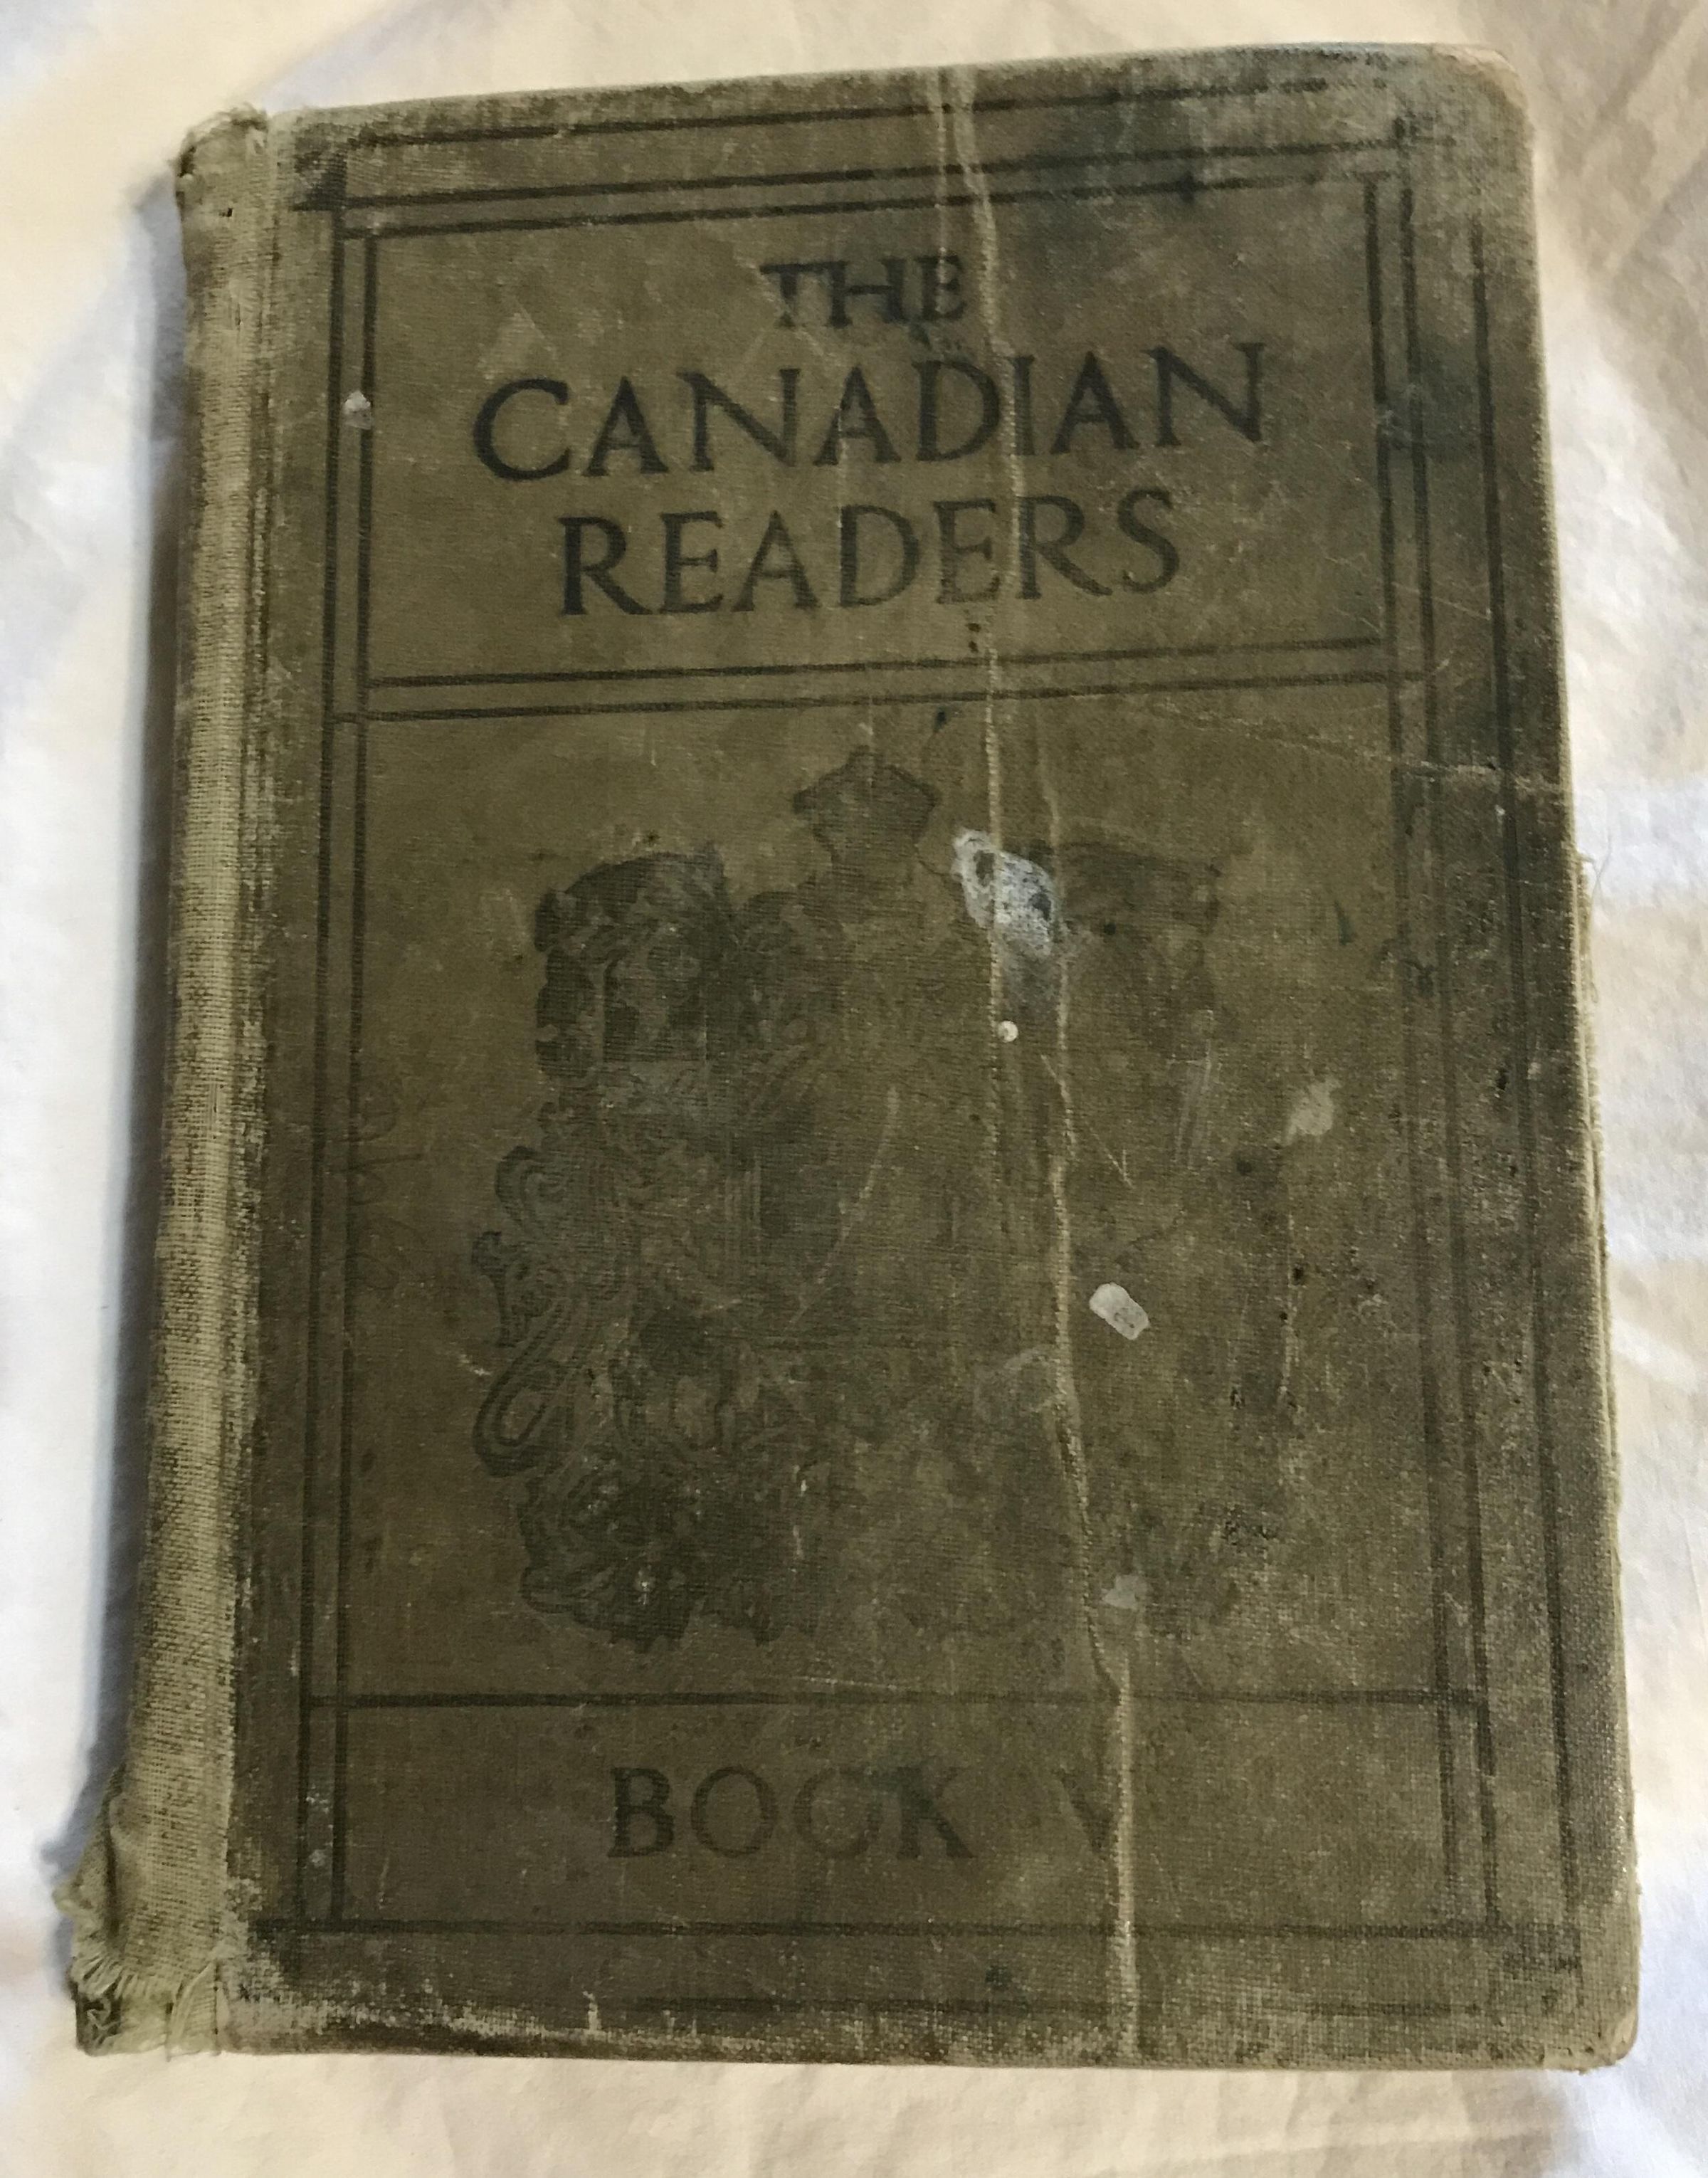 THE
CANADIAN
READERS
BOOK V